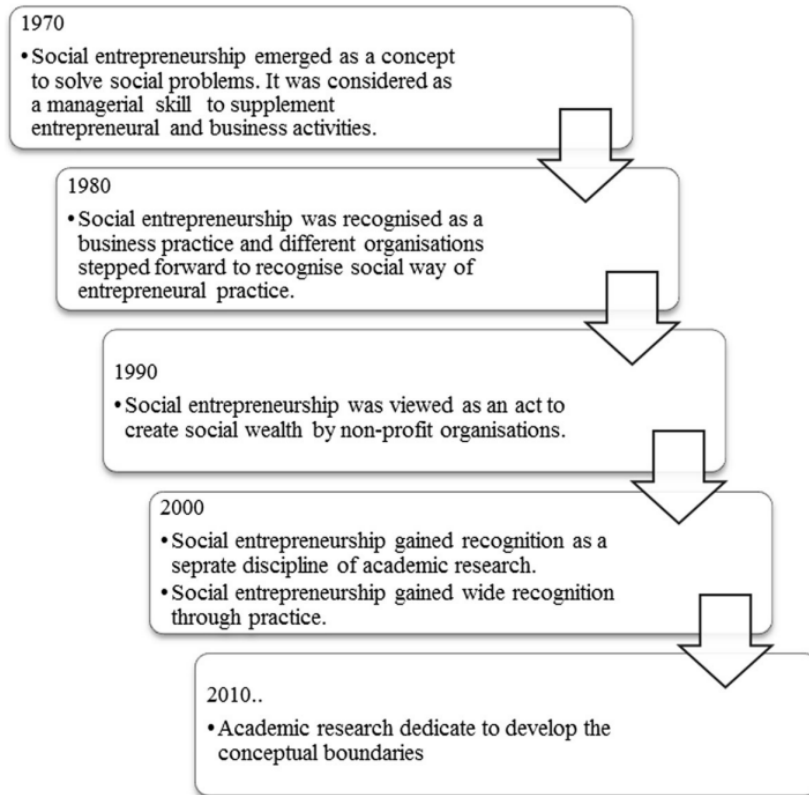 1970
•Social entrepreneurship emerged as a concept
to solve social problems. It was considered as
a managerial skill to supplement
entrepreneural and business activities.
1980
•Social entrepreneurship was recognised as a
business practice and different organisations
stepped forward to recognise social way of
entrepreneural practice.
1990
•Social entrepreneurship was viewed as an act to
create social wealth by non-profit organisations.
2000
•Social entrepreneurship gained recognition as a
seprate discipline of academic research.
•Social entrepreneurship gained wide recognition
through practice.
2010..
•Academic research dedicate to develop the
conceptual boundaries